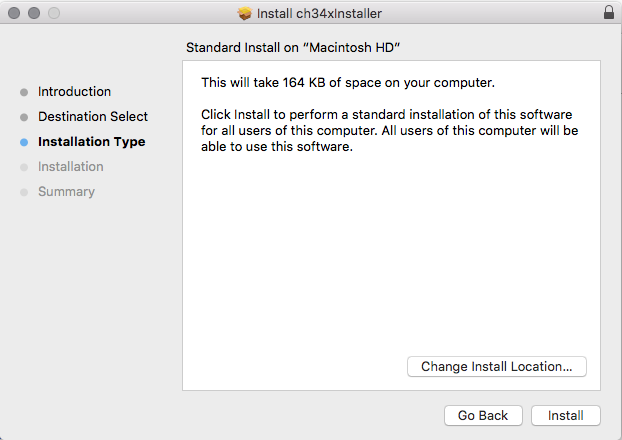 Install ch34xInstaller
Standard Install on “Macintosh HD”
Introduction
Destination Select
Installation Type
Installation
Summary
This will take 164 KB of space on your computer.
Click Install to perform a standard installation of this software
for all users of this computer. All users of this computer will be
able to use this software.
Change Install Location...
Go Back
Install